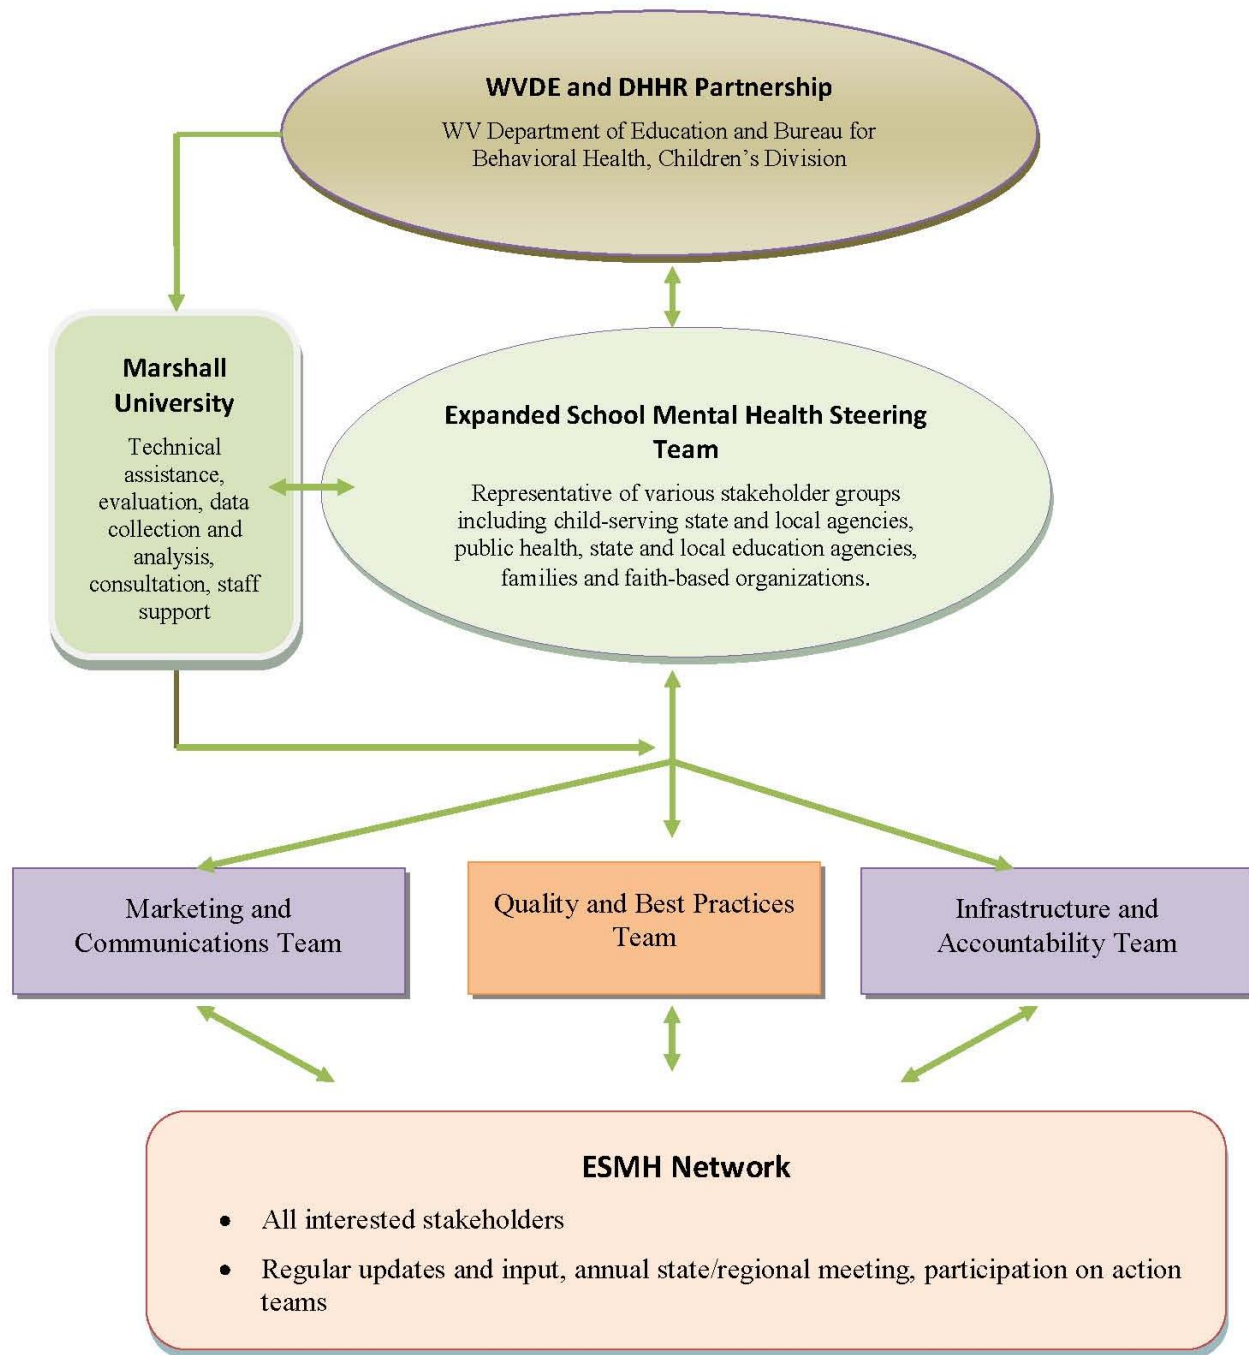 WVDE and DHHR Partnership
WV Department of Education and Bureau for
Behavioral Health, Children's Division
Marshall
University
Technical
assistance,
evaluation, data
collection and
analysis,
consultation, staff
support
Expanded School Mental Health Steering
Team
Representative of various stakeholder groups
including child-serving state and local agencies,
public health, state and local education agencies,
families and faith-based organizations.
Marketing and
Communications Team
Quality and Best Practices
Team
Infrastructure and
Accountability Team
ESMH Network
• All interested stakeholders
• Regular updates and input, annual state/regional meeting, participation on action
teams